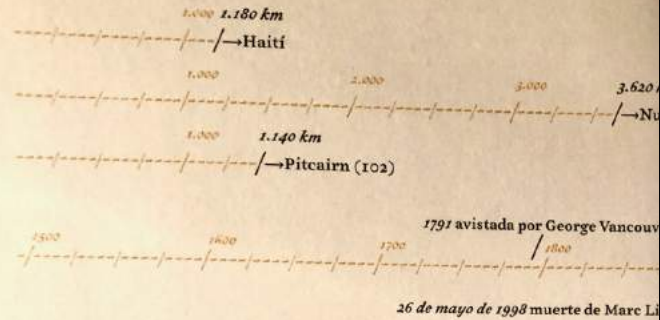 1.000 1.180 km
→Haití
1.000 2.000 3.000 3.620
→Nu
1.000 1.140 km
→Pitcairn (102)
1791 avistada por George Vancouv
1500 1600 1700 1800
26 de mayo de 1998 muerte de Marc Li